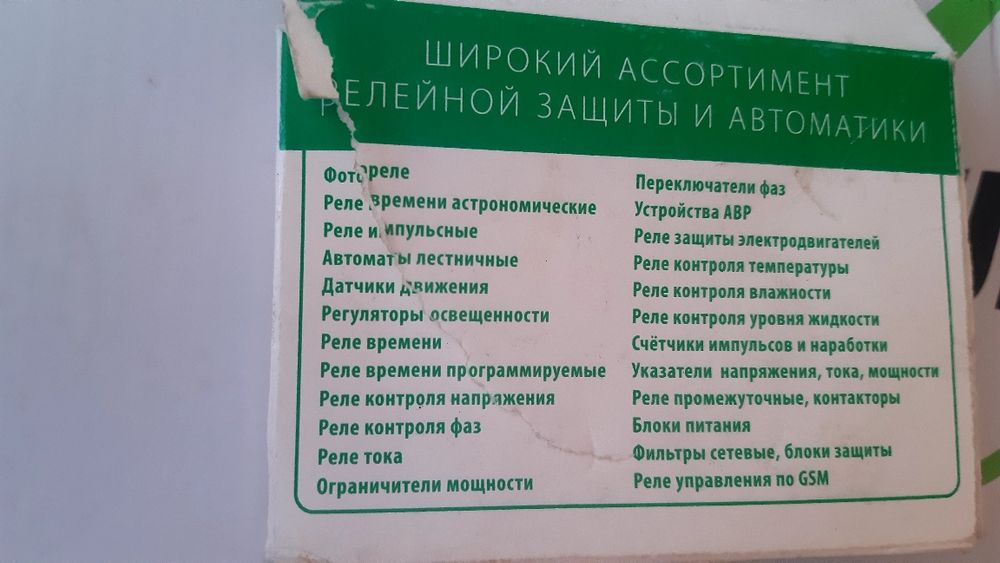 ШИРОКИЙ АССОРТИМЕНТ
РЕЛЕЙНОЙ ЗАЩИТЫ И АВТОМАТИКИ
Фотореле
Реле времени астрономические
Реле импульсные
Автоматы лестничные
Датчики движения
Регуляторы освещенности
Реле времени
Реле времени программируемые
Реле контроля напряжения
Реле контроля фаз
Реле тока
Ограничители мощности
Переключатели фаз
Устройства АВР
Реле защиты электродвигателей
Реле контроля температуры
Реле контроля влажности
Реле контроля уровня жидкости
Счётчики импульсов и наработки
Указатели напряжения, тока, мощности
Реле промежуточные, контакторы
Блоки питания
Фильтры сетевые, блоки защиты
Реле управления по GSM